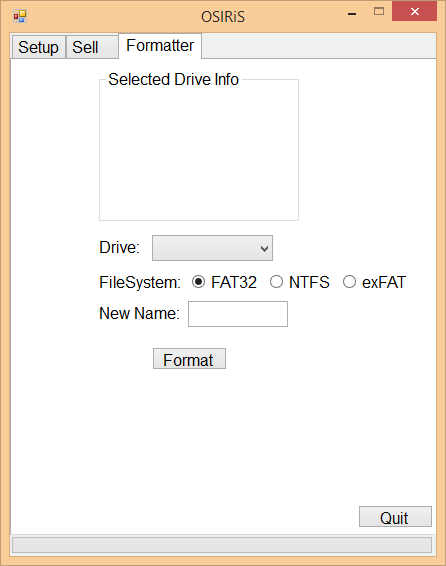 OSIRiS
Setup Sell Formatter
Selected Drive Info
Drive:
FileSystem: FAT32 NTFS exFAT
New Name:
Format
Quit